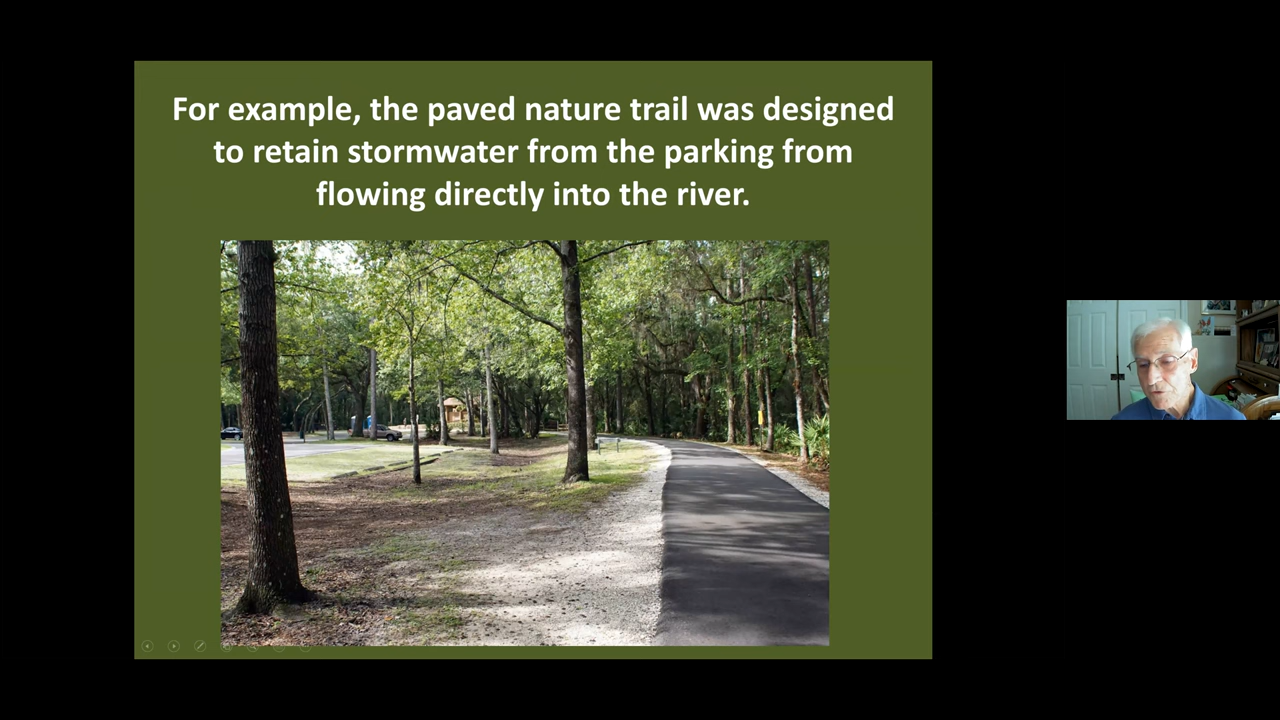 For example, the paved nature trail was designed
to retain stormwater from the parking from
flowing directly into the river.